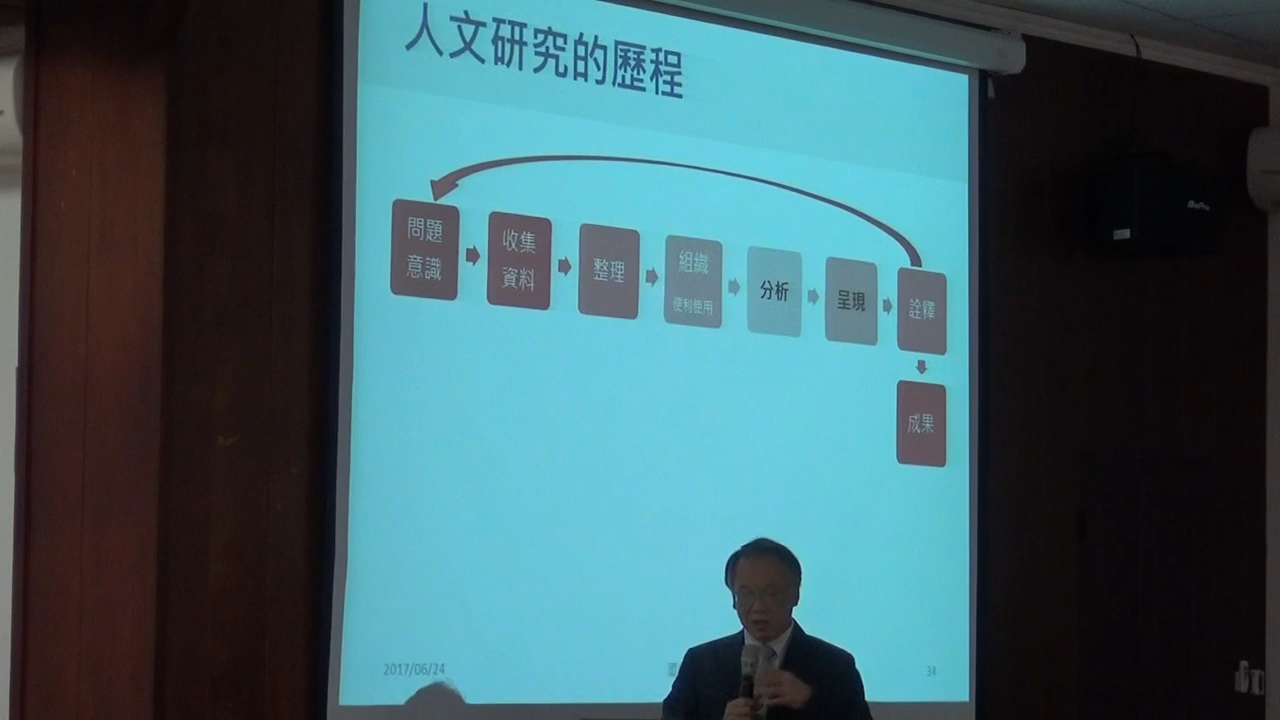 人文研究的歷程
問題
意識
收集
資料
整理
組織
便利使用
分析
呈現
詮釋
成果
2017/06/24
34